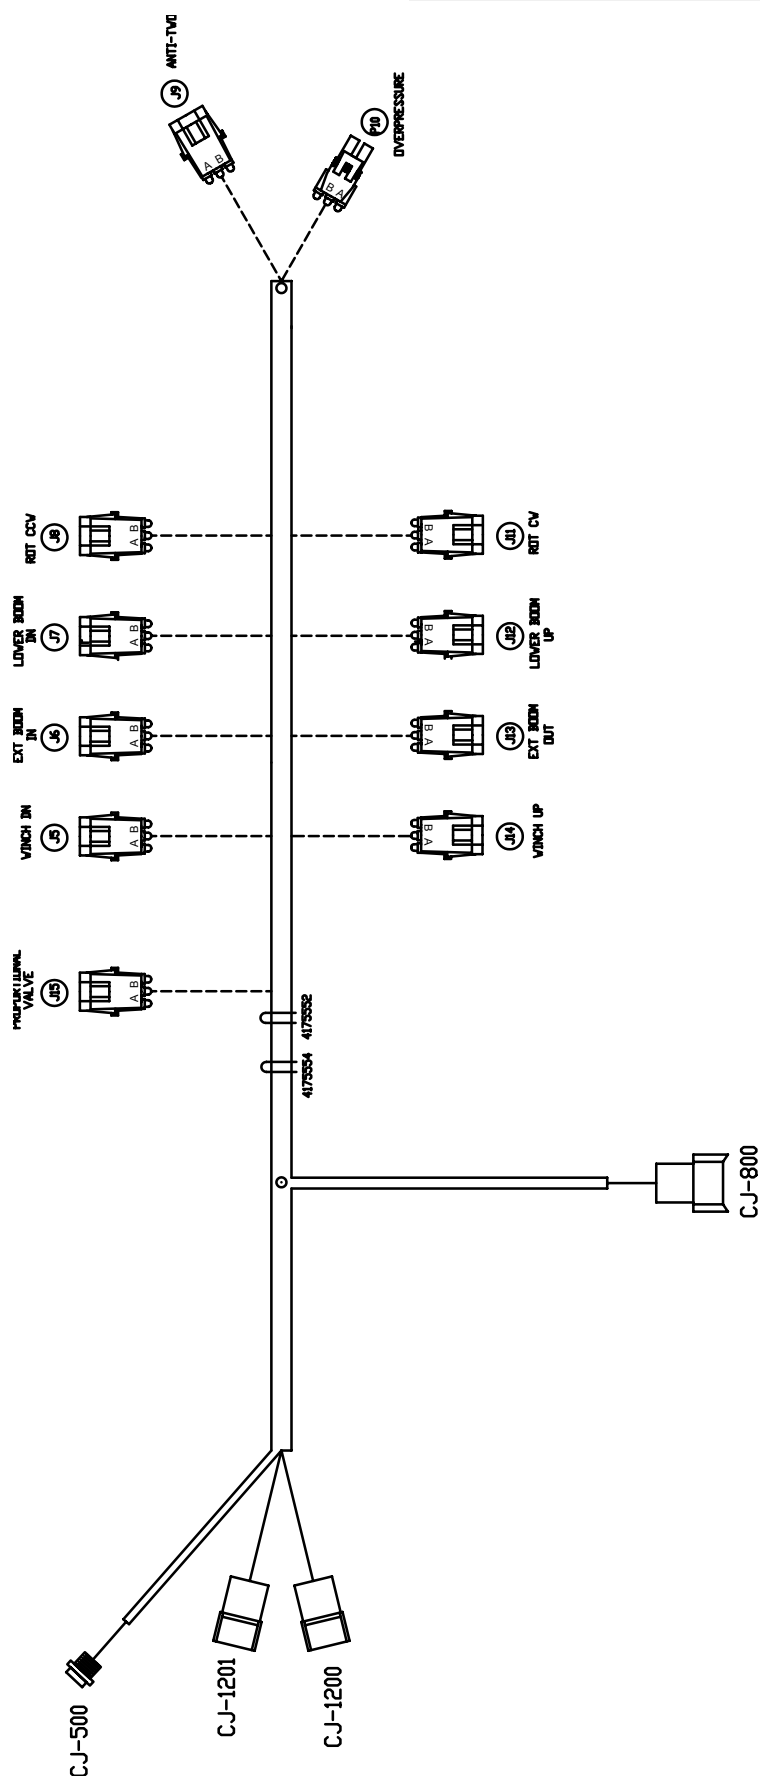 ANTI-TWO
J9
P10
OVERPRESSURE
A B
B A
ROT CCW
J8
A B
B A
J11
ROT CW
LOWER BOOM
IN
J7
A B
B A
J12
LOWER BOOM
UP
EXT BOOM
IN
J6
A B
B A
J13
EXT BOOM
OUT
WINCH IN
J5
A B
B A
J14
WINCH UP
PROPORTIONAL
VALVE
J15
A B
4175552
4175554
CJ-800
CJ-500
CJ-1201
CJ-1200